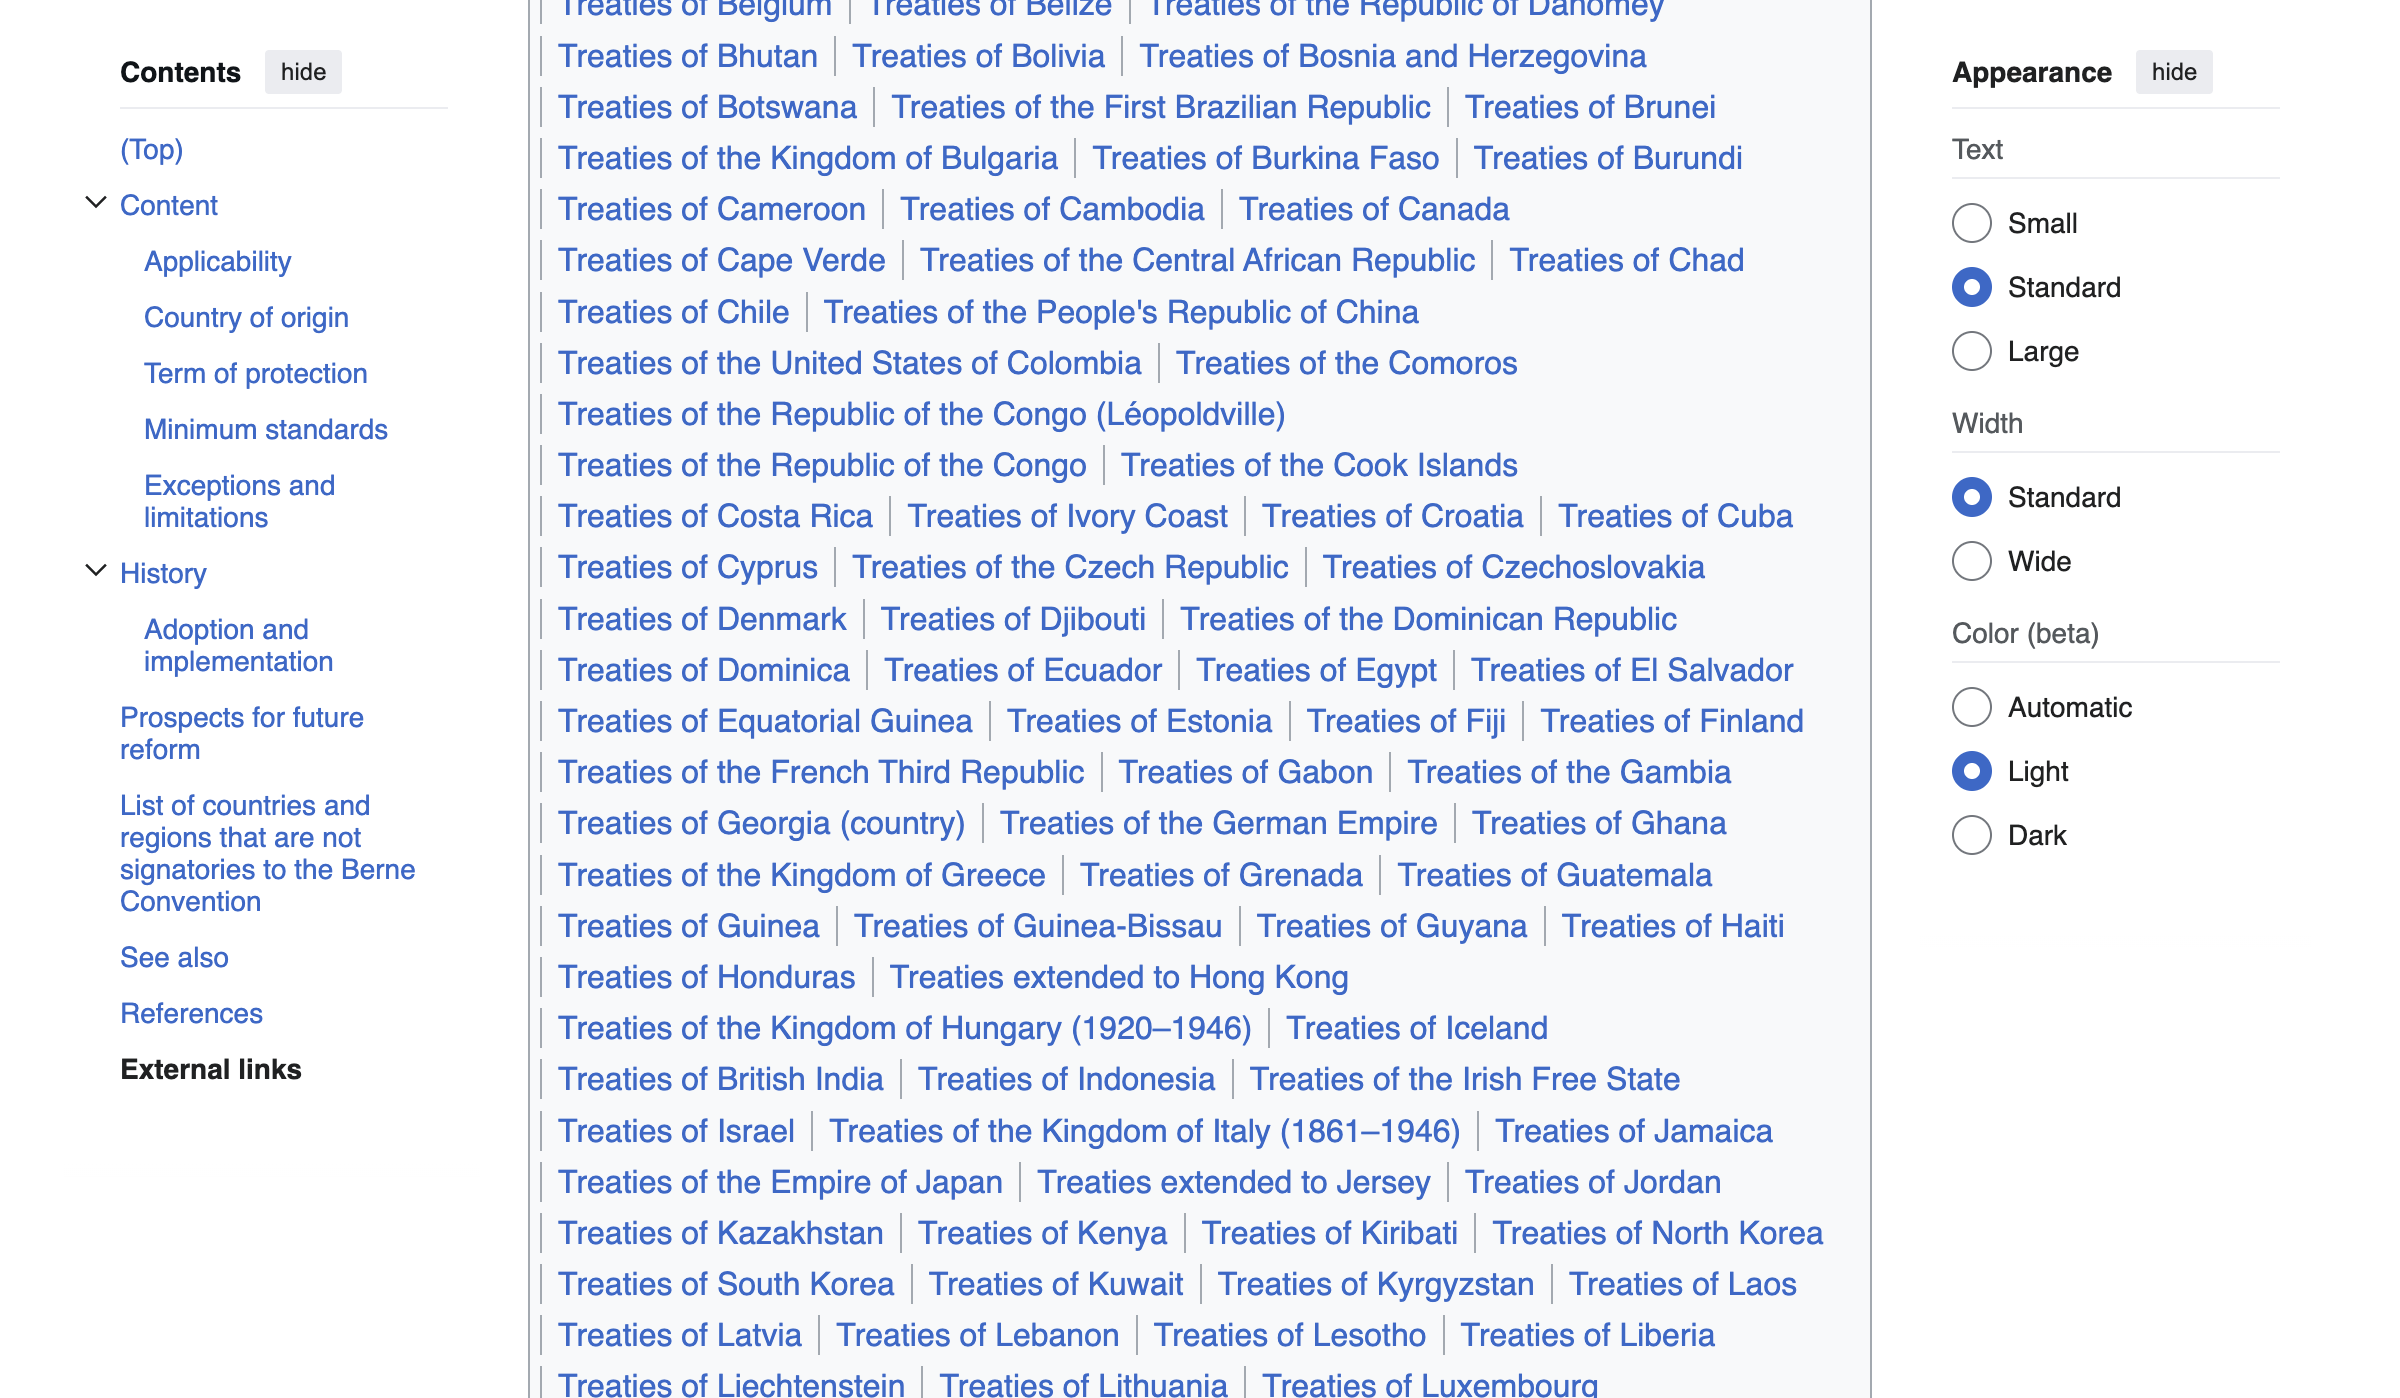 Contents hide
(Top)
Content
Applicability
Country of origin
Term of protection
Minimum standards
Exceptions and
limitations
History
Adoption and
implementation
Prospects for future
reform
List of countries and
regions that are not
signatories to the Berne
Convention
See also
References
External links
Treaties of Belgium | Treaties of Belize | Treaties of the Republic of Dahomey
Treaties of Bhutan | Treaties of Bolivia | Treaties of Bosnia and Herzegovina
Treaties of Botswana | Treaties of the First Brazilian Republic | Treaties of Brunei
Treaties of the Kingdom of Bulgaria | Treaties of Burkina Faso | Treaties of Burundi
Treaties of Cameroon | Treaties of Cambodia | Treaties of Canada
Treaties of Cape Verde | Treaties of the Central African Republic | Treaties of Chad
Treaties of Chile | Treaties of the People's Republic of China
Treaties of the United States of Colombia | Treaties of the Comoros
Treaties of the Republic of the Congo (Léopoldville)
Treaties of the Republic of the Congo | Treaties of the Cook Islands
Treaties of Costa Rica | Treaties of Ivory Coast | Treaties of Croatia | Treaties of Cuba
Treaties of Cyprus | Treaties of the Czech Republic | Treaties of Czechoslovakia
Treaties of Denmark | Treaties of Djibouti | Treaties of the Dominican Republic
Treaties of Dominica | Treaties of Ecuador | Treaties of Egypt | Treaties of El Salvador
Treaties of Equatorial Guinea | Treaties of Estonia | Treaties of Fiji | Treaties of Finland
Treaties of the French Third Republic | Treaties of Gabon | Treaties of the Gambia
Treaties of Georgia (country) | Treaties of the German Empire | Treaties of Ghana
Treaties of the Kingdom of Greece | Treaties of Grenada | Treaties of Guatemala
Treaties of Guinea | Treaties of Guinea-Bissau | Treaties of Guyana | Treaties of Haiti
Treaties of Honduras | Treaties extended to Hong Kong
Treaties of the Kingdom of Hungary (1920–1946) | Treaties of Iceland
Treaties of British India | Treaties of Indonesia | Treaties of the Irish Free State
Treaties of Israel | Treaties of the Kingdom of Italy (1861–1946) | Treaties of Jamaica
Treaties of the Empire of Japan | Treaties extended to Jersey | Treaties of Jordan
Treaties of Kazakhstan | Treaties of Kenya | Treaties of Kiribati | Treaties of North Korea
Treaties of South Korea | Treaties of Kuwait | Treaties of Kyrgyzstan | Treaties of Laos
Treaties of Latvia | Treaties of Lebanon | Treaties of Lesotho | Treaties of Liberia
Treaties of Liechtenstein | Treaties of Lithuania | Treaties of Luxembourg
Appearance hide
Text
Small
Standard
Large
Width
Standard
Wide
Color (beta)
Automatic
Light
Dark